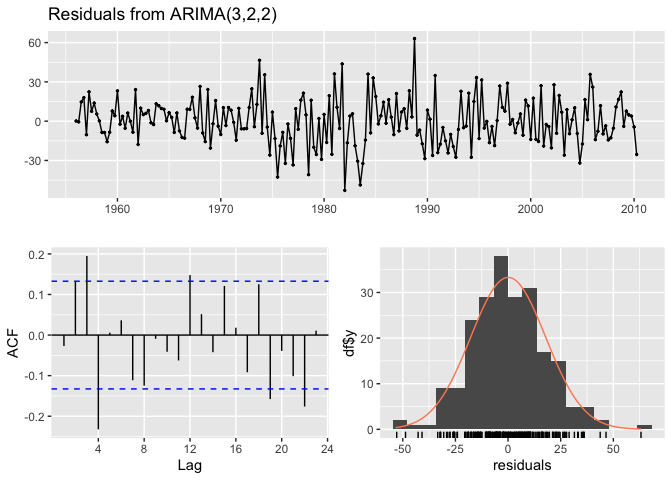 Residuals from ARIMA(3,2,2)
60
30
0
-30
1960 1970 1980 1990 2000 2010
0.2
0.1
0.0
-0.1
-0.2
ACF
4 8 12 16 20 24
Lag
30
20
10
0
df$y
-50 -25 0 25 50
residuals